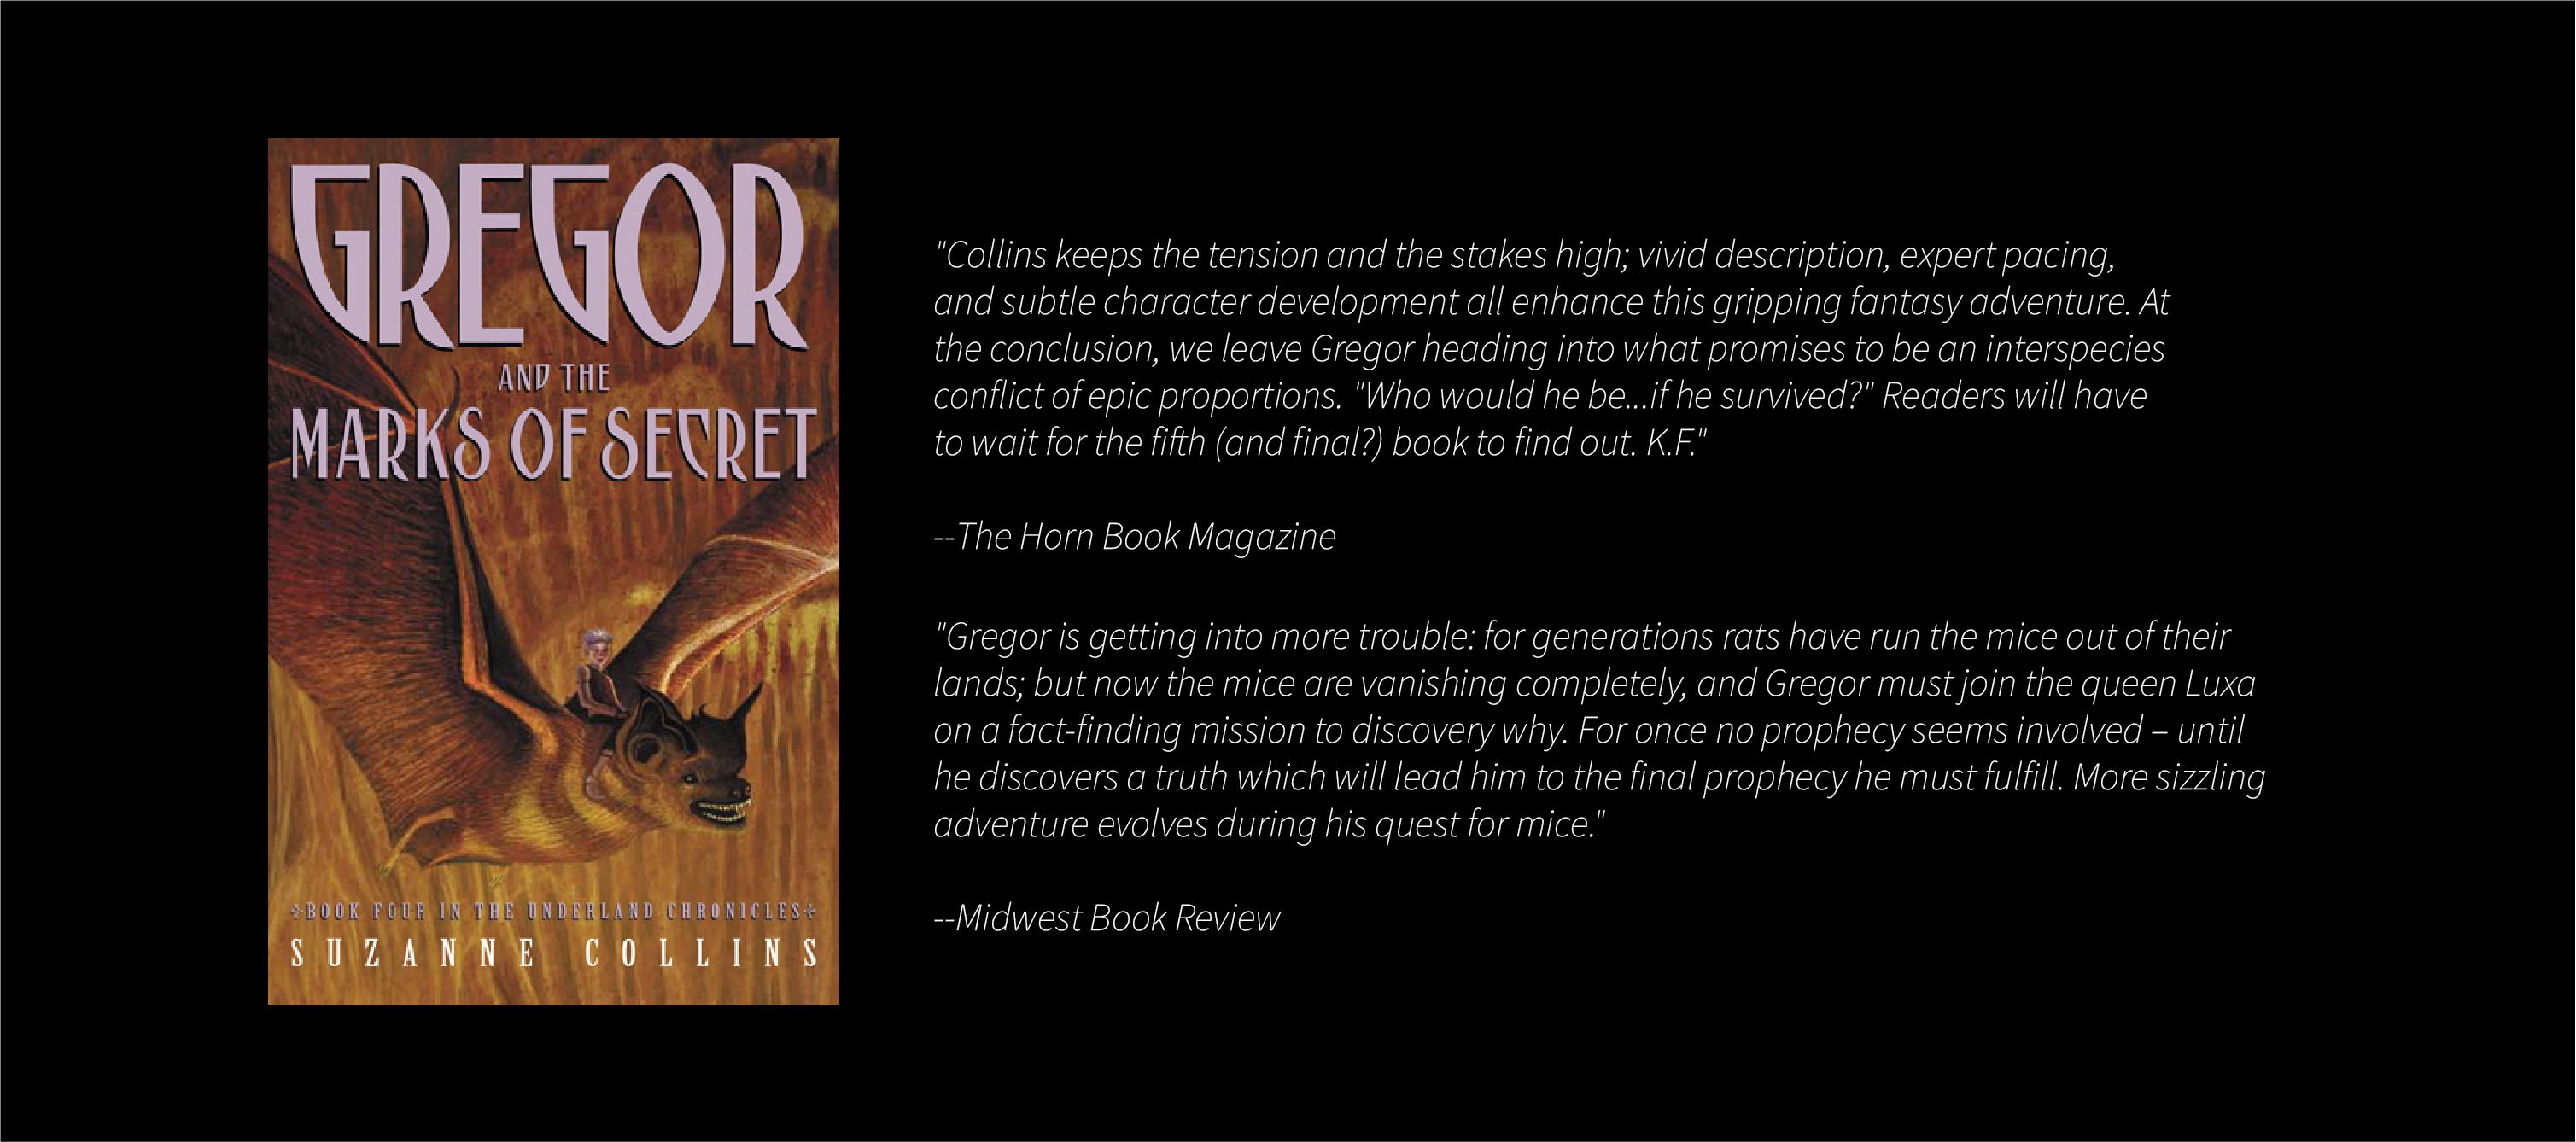 GREGOR
AND THE
MARKS OF SECRET
BOOK FOUR IN THE UNDERLAND CHRONICLES
SUZANNE COLLINS
"Collins keeps the tension and the stakes high; vivid description, expert pacing,
and subtle character development all enhance this gripping fantasy adventure. At
the conclusion, we leave Gregor heading into what promises to be an interspecies
conflict of epic proportions. "Who would he be...if he survived?" Readers will have
to wait for the fifth (and final?) book to find out. K.F."
--The Horn Book Magazine
"Gregor is getting into more trouble: for generations rats have run the mice out of their
lands; but now the mice are vanishing completely, and Gregor must join the queen Luxa
on a fact-finding mission to discovery why. For once no prophecy seems involved – until
he discovers a truth which will lead him to the final prophecy he must fulfill. More sizzling
adventure evolves during his quest for mice."
--Midwest Book Review